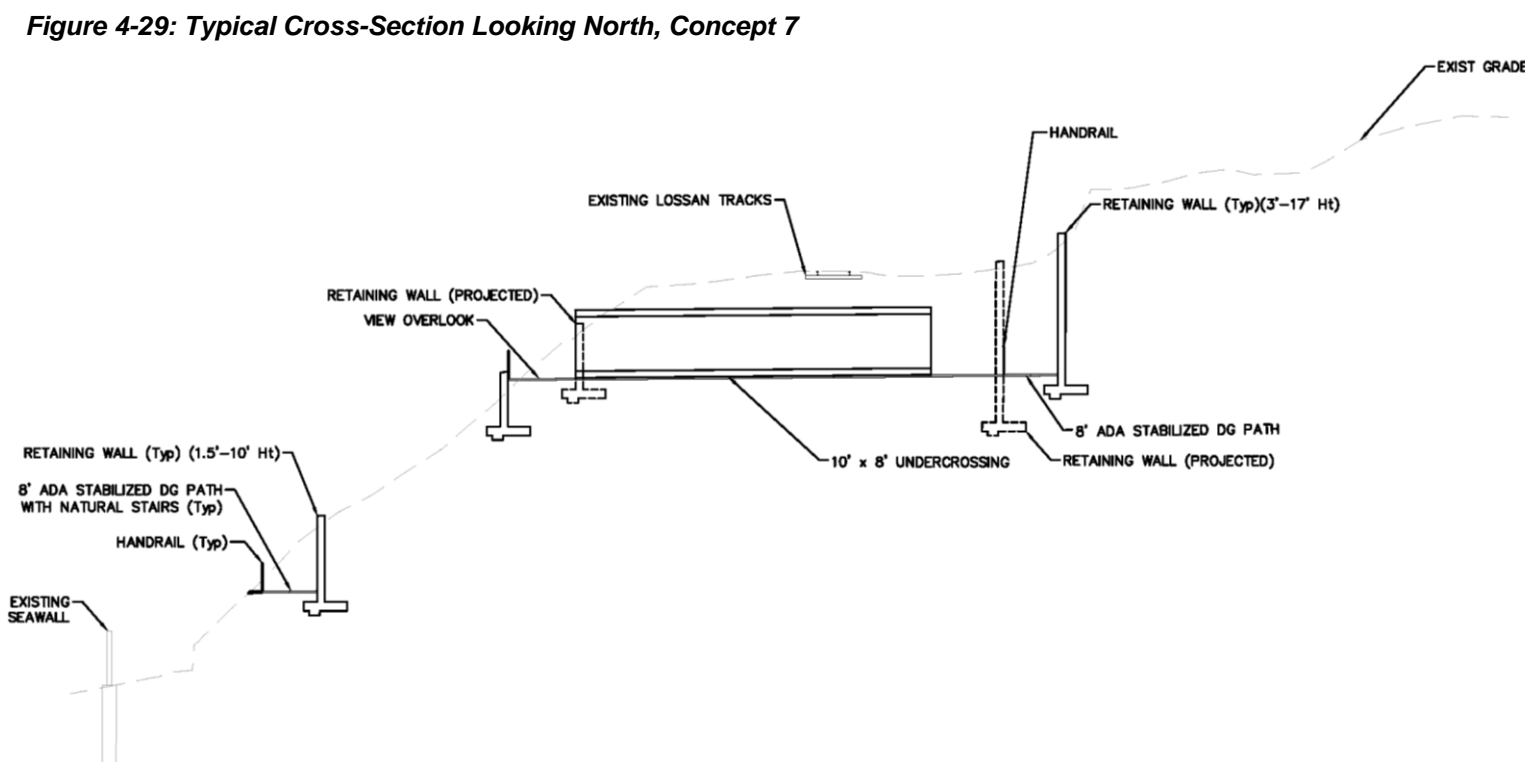 Figure 4-29: Typical Cross-Section Looking North, Concept 7
EXIST GRADE
HANDRAIL
EXISTING LOSSAN TRACKS
RETAINING WALL (Typ)(3'-17' Ht)
RETAINING WALL (PROJECTED)
VIEW OVERLOOK
8' ADA STABILIZED DG PATH
RETAINING WALL (Typ) (1.5'-10' Ht)
10' x 8' UNDERCROSSING
RETAINING WALL (PROJECTED)
8' ADA STABILIZED DG PATH
WITH NATURAL STAIRS (Typ)
HANDRAIL (Typ)
EXISTING
SEAWALL